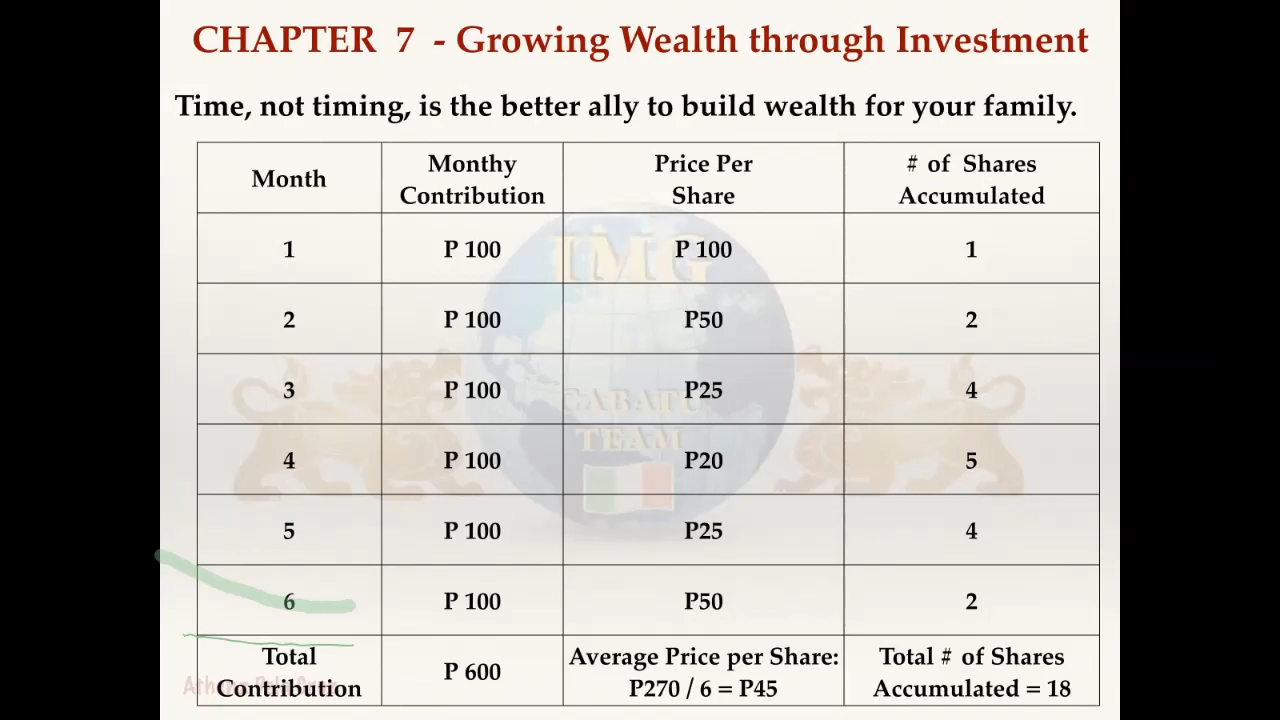 CHAPTER 7 - Growing Wealth through Investment
Time, not timing, is the better ally to build wealth for your family.
Month Monthy Contribution Price Per Share # of Shares Accumulated
1 P 100 P 100 1
2 P 100 P50 2
3 P 100 P25 4
4 P 100 P20 5
5 P 100 P25 4
6 P 100 P50 2
Total Contribution P 600 Average Price per Share: P270 / 6 = P45 Total # of Shares Accumulated = 18
IMG
TEAM